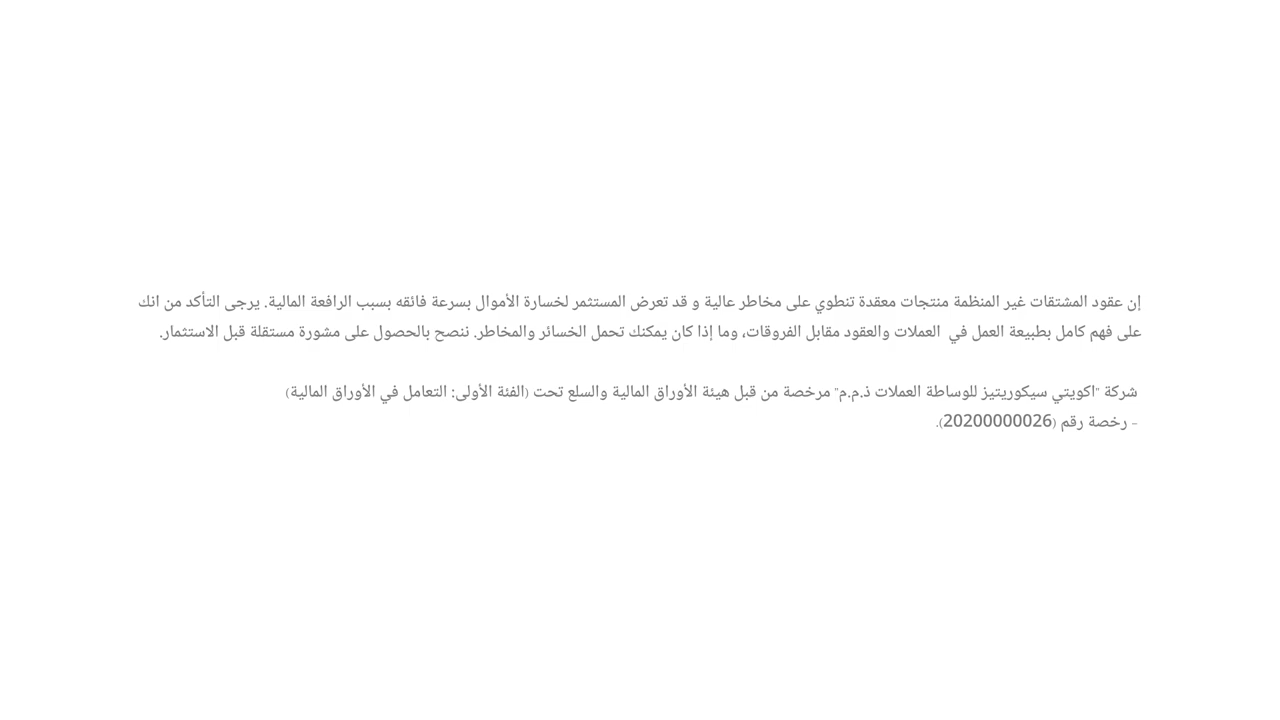 إن عقود المشتقات غير المنظمة منتجات معقدة تنطوي على مخاطر عالية و قد تعرض المستثمر لخسارة الأموال بسرعة فائقه بسبب الرافعة المالية. يرجى التأكد من انك
على فهم كامل بطبيعة العمل في  العملات والعقود مقابل الفروقات، وما إذا كان يمكنك تحمل الخسائر والمخاطر. ننصح بالحصول على مشورة مستقلة قبل الاستثمار.
شركة "اكويتي سيكوريتيز للوساطة العملات ذ.م.م" مرخصة من قبل هيئة الأوراق المالية والسلع تحت (الفئة الأولى: التعامل في الأوراق المالية)
– رخصة رقم (20200000026).